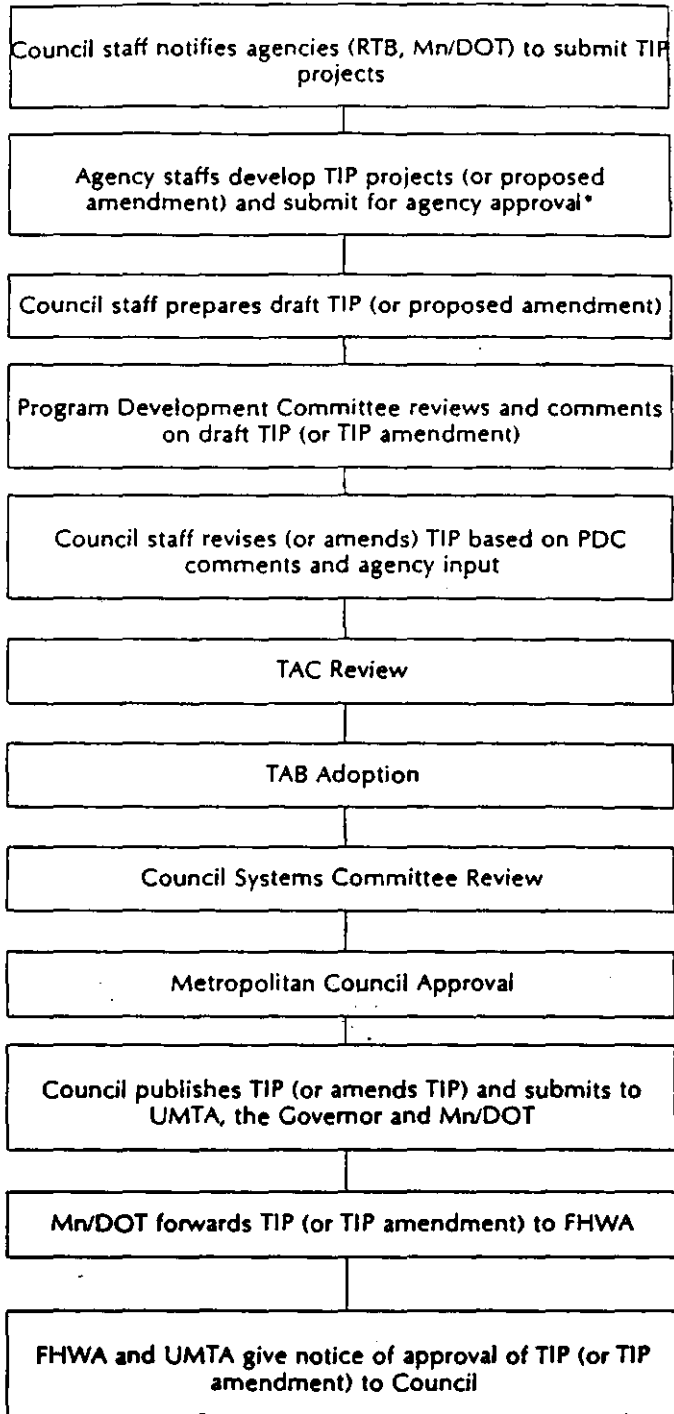 Council staff notifies agencies (RTB, Mn/DOT) to submit TIP
projects
Agency staffs develop TIP projects (or proposed
amendment) and submit for agency approval*
Council staff prepares draft TIP (or proposed amendment)
Program Development Committee reviews and comments
on draft TIP (or TIP amendment)
Council staff revises (or amends) TIP based on PDC
comments and agency input
TAC Review
TAB Adoption
Council Systems Committee Review
Metropolitan Council Approval
Council publishes TIP (or amends TIP) and submits to
UMTA, the Governor and Mn/DOT
Mn/DOT forwards TIP (or TIP amendment) to FHWA
FHWA and UMTA give notice of approval of TIP (or TIP
amendment) to Council